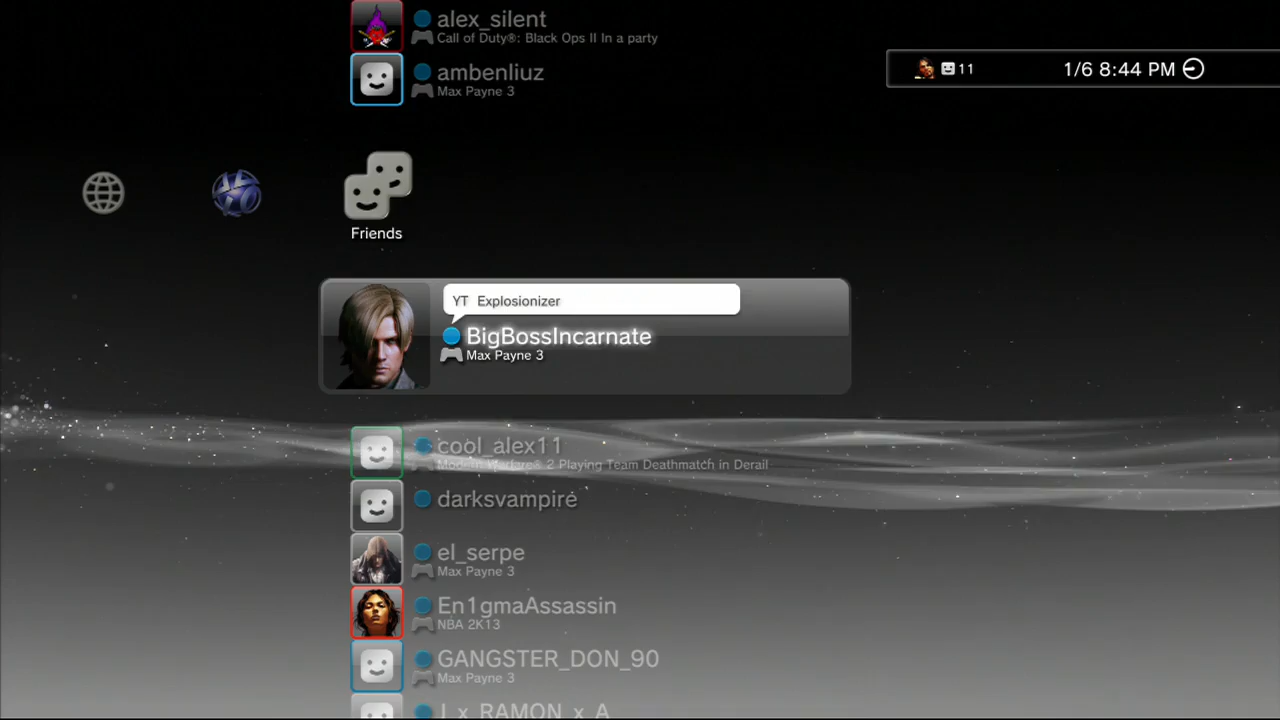 alex_silent
Call of Duty®: Black Ops II In a party
ambenliuz
Max Payne 3
11
1/6 8:44 PM
Friends
YT Explosionizer
BigBossIncarnate
Max Payne 3
cool_alex11
Modern Warfare® 2 Playing Team Deathmatch in Derail
darksvampire
el_serpe
Max Payne 3
En1gmaAssassin
NBA 2K13
GANGSTER_DON_90
Max Payne 3
J_x_RAMON_x_A